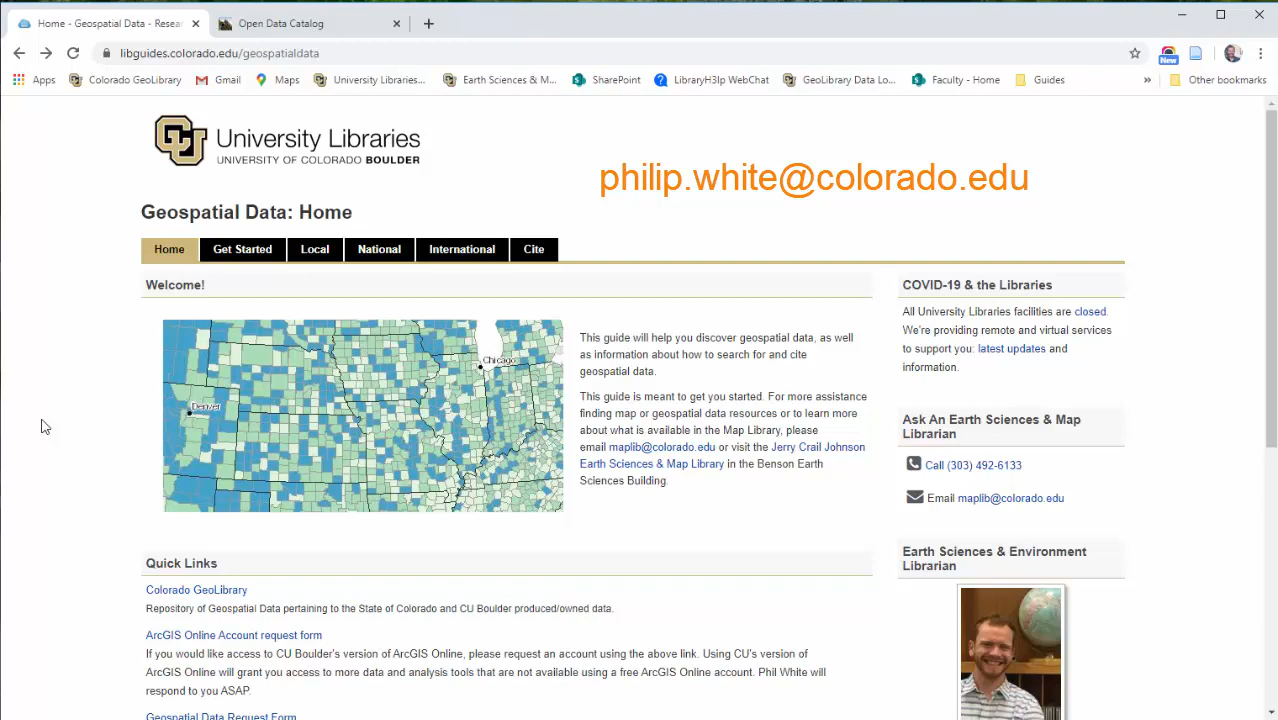 Home - Geospatial Data - Resea
Open Data Catalog
libguides.colorado.edu/geospatialdata
Apps
Colorado GeoLibrary
Gmail
Maps
University Libraries...
Earth Sciences & M...
SharePoint
LibraryH3lp WebChat
GeoLibrary Data Lo...
Faculty - Home
Guides
»
Other bookmarks
New
CU
University Libraries
UNIVERSITY OF COLORADO BOULDER
philip.white@colorado.edu
Geospatial Data: Home
Home
Get Started
Local
National
International
Cite
Welcome!
Chicago
Denver
This guide will help you discover geospatial data, as well
as information about how to search for and cite
geospatial data.
This guide is meant to get you started. For more assistance
finding map or geospatial data resources or to learn more
about what is available in the Map Library, please
email maplib@colorado.edu or visit the Jerry Crail Johnson
Earth Sciences & Map Library in the Benson Earth
Sciences Building.
Quick Links
Colorado GeoLibrary
Repository of Geospatial Data pertaining to the State of Colorado and CU Boulder produced/owned data.
ArcGIS Online Account request form
If you would like access to CU Boulder's version of ArcGIS Online, please request an account using the above link. Using CU's version of
ArcGIS Online will grant you access to more data and analysis tools that are not available using a free ArcGIS Online account. Phil White will
respond to you ASAP.
Geospatial Data Request Form
COVID-19 & the Libraries
All University Libraries facilities are closed.
We're providing remote and virtual services
to support you: latest updates and
information.
Ask An Earth Sciences & Map
Librarian
Call (303) 492-6133
Email maplib@colorado.edu
Earth Sciences & Environment
Librarian